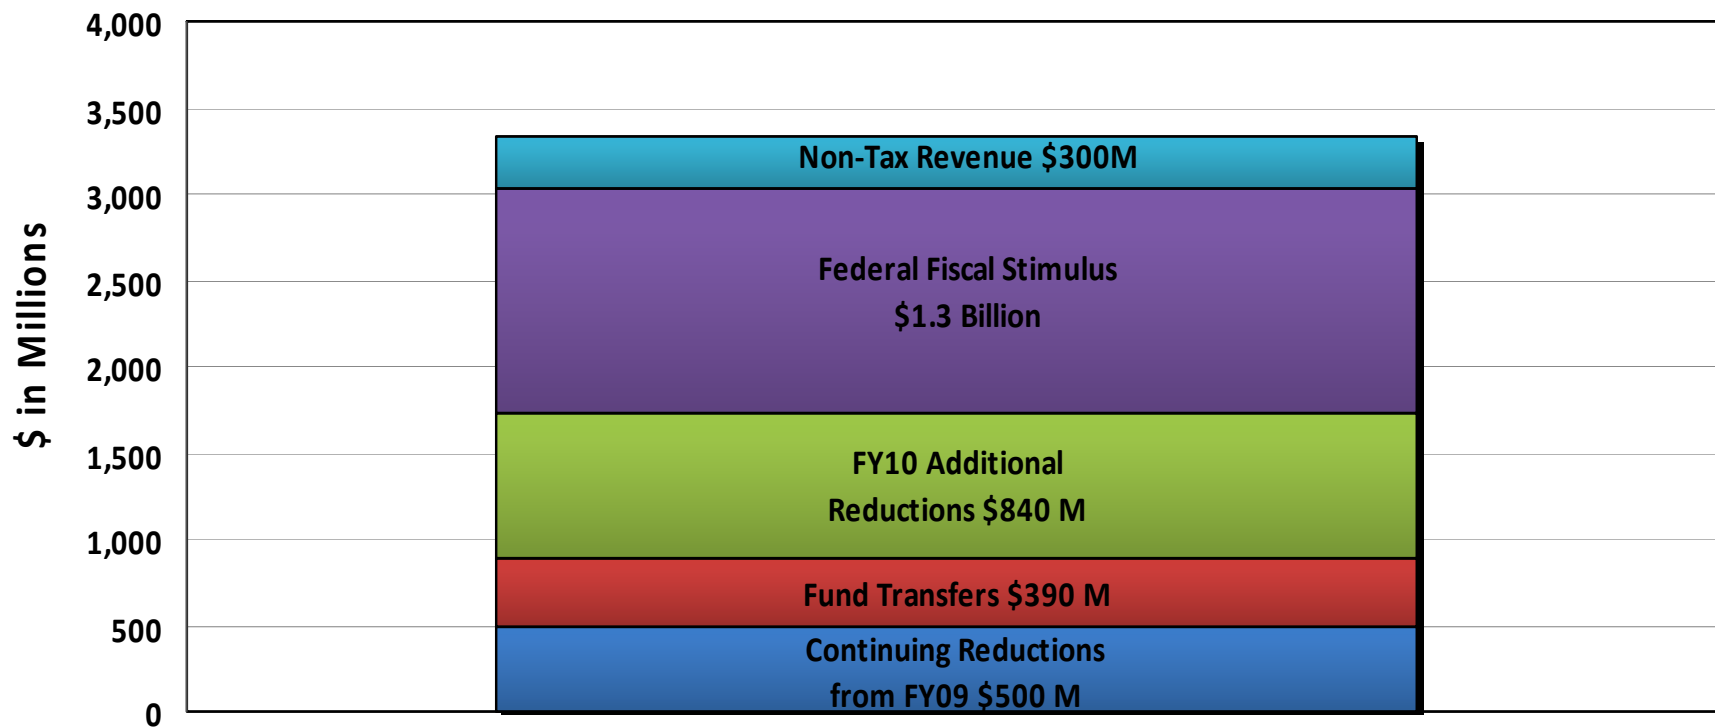 4,000
3,500
3,000
2,500
2,000
1,500
1,000
500
0
$ in Millions
Non-Tax Revenue $300M
Federal Fiscal Stimulus
$1.3 Billion
FY10 Additional
Reductions $840 M
Fund Transfers $390 M
Continuing Reductions
from FY09 $500 M